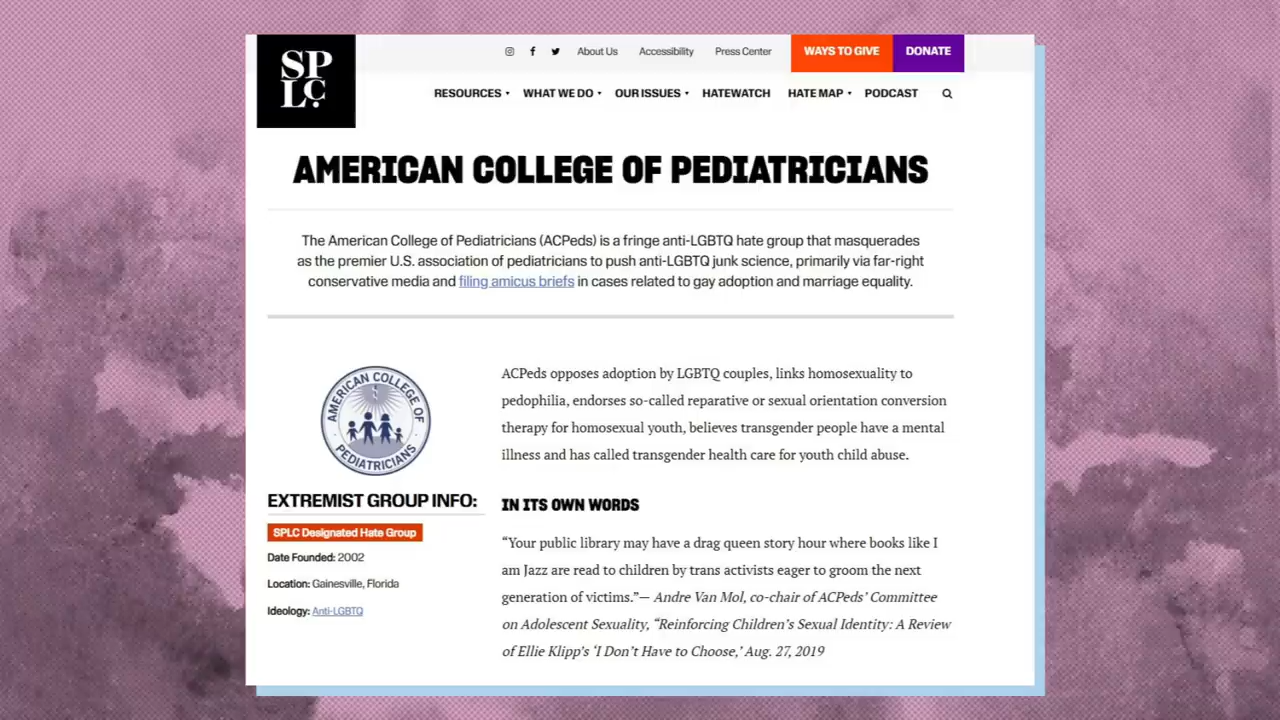 SPLC.
About Us Accessibility Press Center WAYS TO GIVE DONATE
RESOURCES WHAT WE DO OUR ISSUES HATEWATCH HATE MAP PODCAST
AMERICAN COLLEGE OF PEDIATRICIANS
The American College of Pediatricians (ACPeds) is a fringe anti-LGBTQ hate group that masquerades
as the premier U.S. association of pediatricians to push anti-LGBTQ junk science, primarily via far-right
conservative media and filing amicus briefs in cases related to gay adoption and marriage equality.
AMERICAN COLLEGE OF
PEDIATRICIANS
EXTREMIST GROUP INFO:
SPLC Designated Hate Group
Date Founded: 2002
Location: Gainesville, Florida
Ideology: Anti-LGBTQ
ACPeds opposes adoption by LGBTQ couples, links homosexuality to
pedophilia, endorses so-called reparative or sexual orientation conversion
therapy for homosexual youth, believes transgender people have a mental
illness and has called transgender health care for youth child abuse.
IN ITS OWN WORDS
“Your public library may have a drag queen story hour where books like I
am Jazz are read to children by trans activists eager to groom the next
generation of victims.”— Andre Van Mol, co-chair of ACPeds’ Committee
on Adolescent Sexuality, “Reinforcing Children’s Sexual Identity: A Review
of Ellie Klipp’s ‘I Don’t Have to Choose,’ Aug. 27, 2019